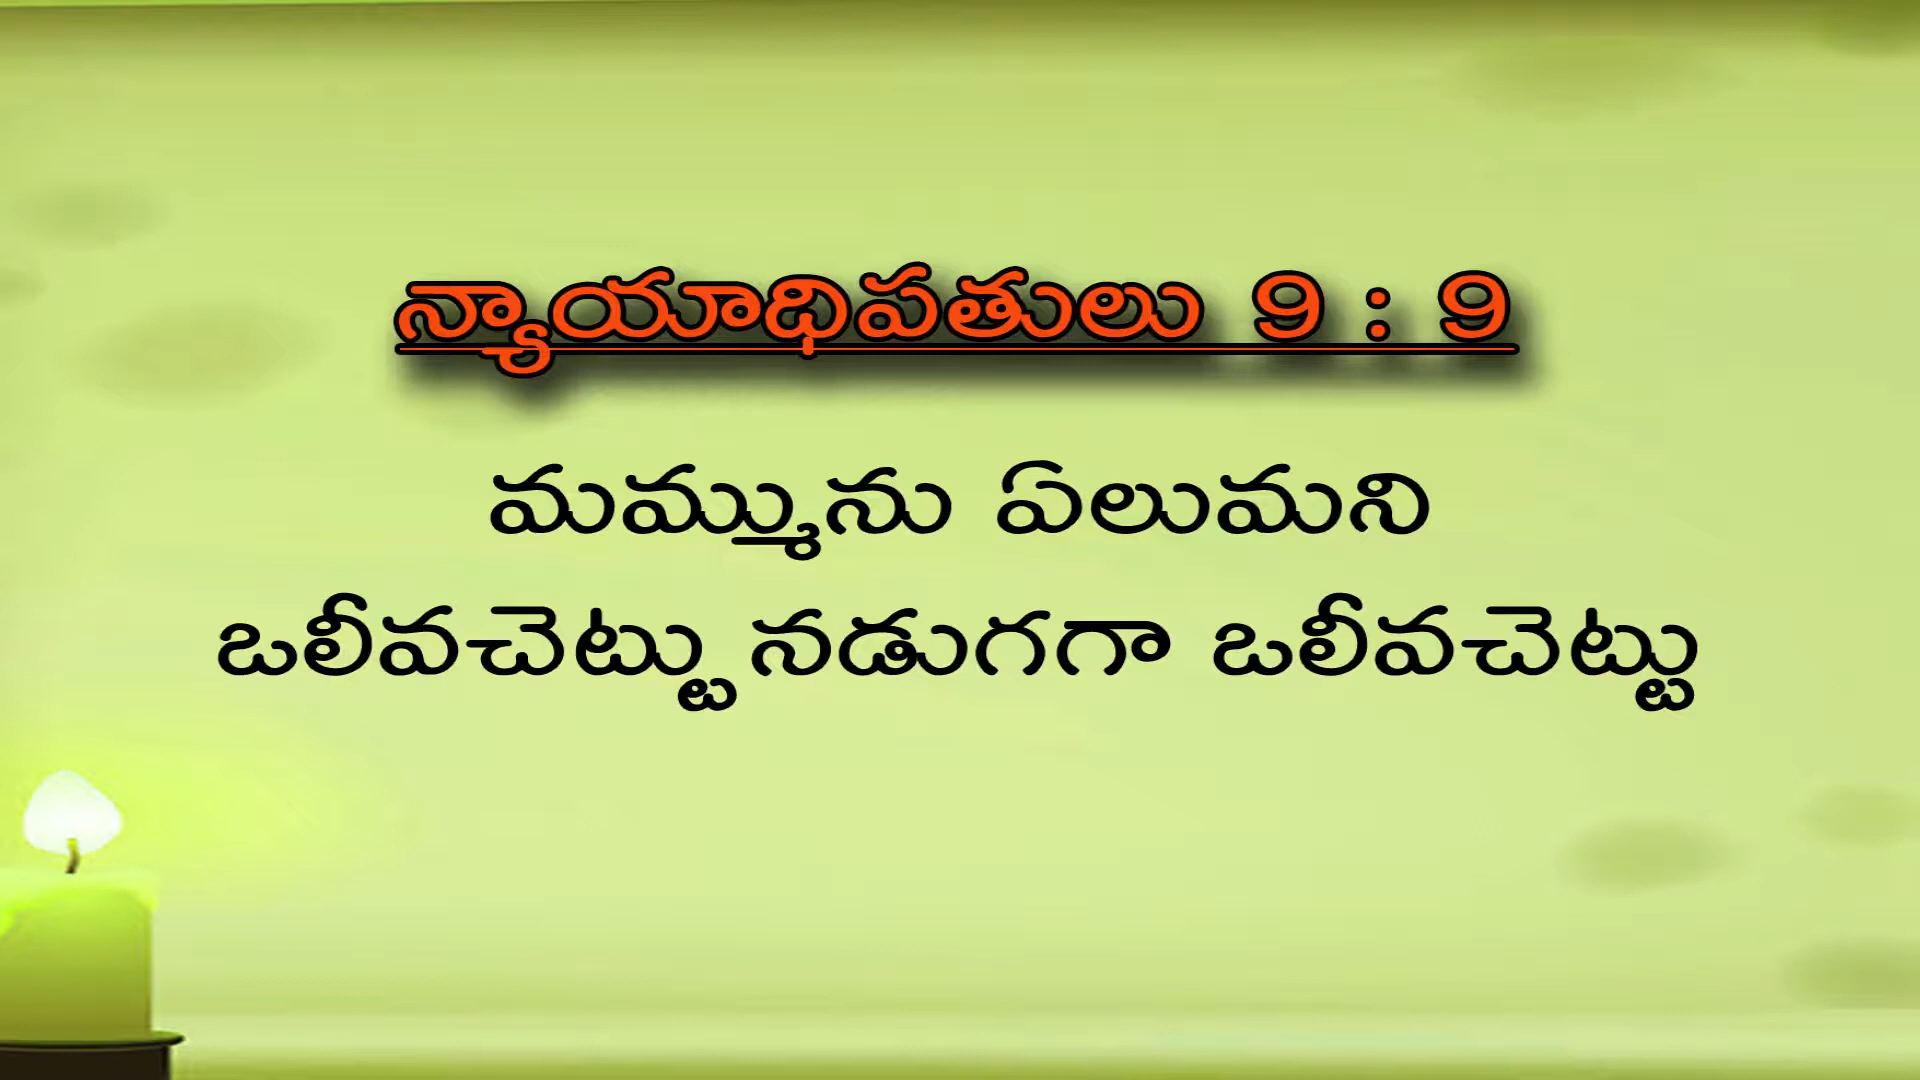 న్యాయాధిపతులు 9 : 9
మమ్మును ఏలుమని
ఒలీవచెట్టు నడుగగా ఒలీవచెట్టు